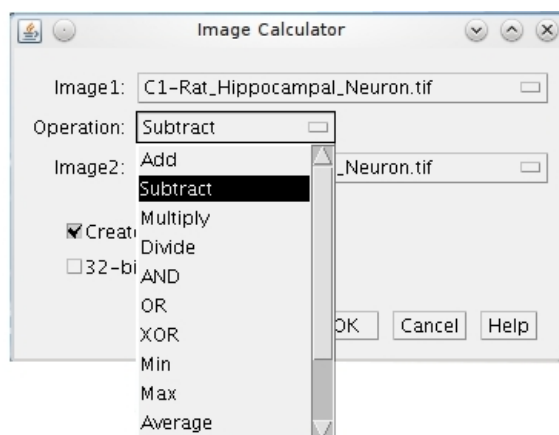 Image Calculator
Image1: C1-Rat_Hippocampal_Neuron.tif
Operation: Subtract
Add
Image2: _Neuron.tif
Subtract
Multiply
Divide
AND
OR
XOR
Min
Max
Average
Cancel Help